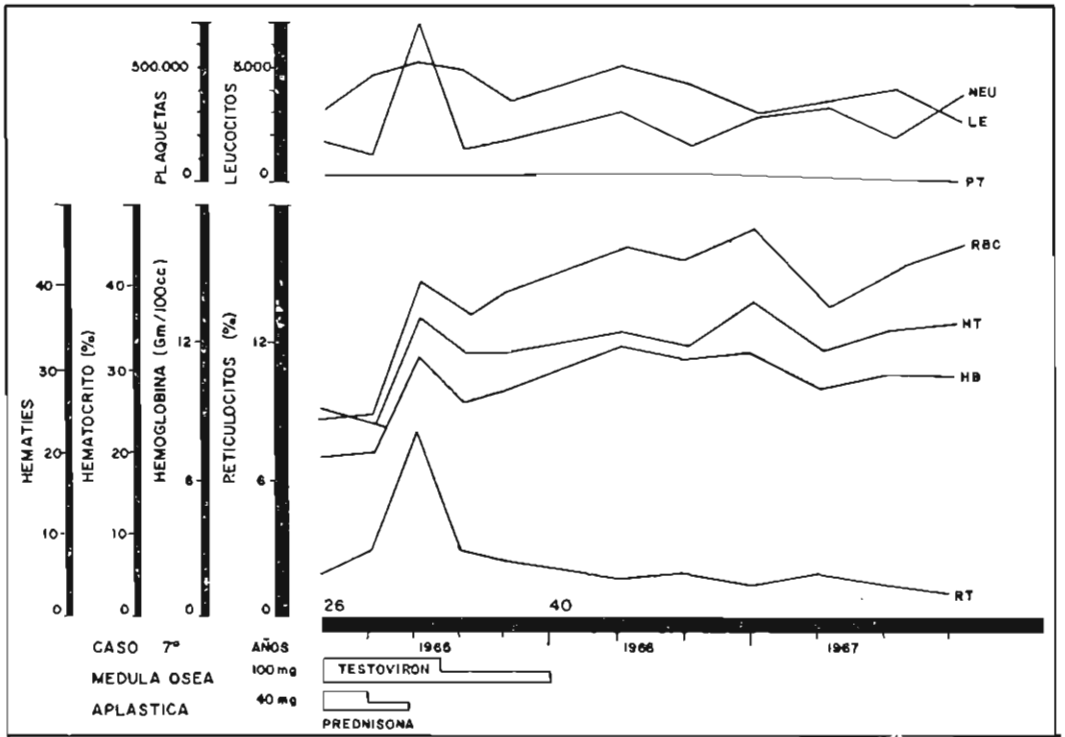 PLAQUETAS
500.000
0
LEUCOCITOS
5.000
0
NEU
LE
PT
HEMATIES
40
30
20
10
0
HEMATOCRITO (%)
40
30
20
10
0
HEMOGLOBINA (Gm/100cc)
12
6
0
RETICULOCITOS (%)
12
6
0
RBC
HT
HB
RT
26 40
CASO 7º AÑOS 1965 1966 1967
MEDULA OSEA 100 mg TESTOVIRON
APLASTICA 40 mg
PREDNISONA